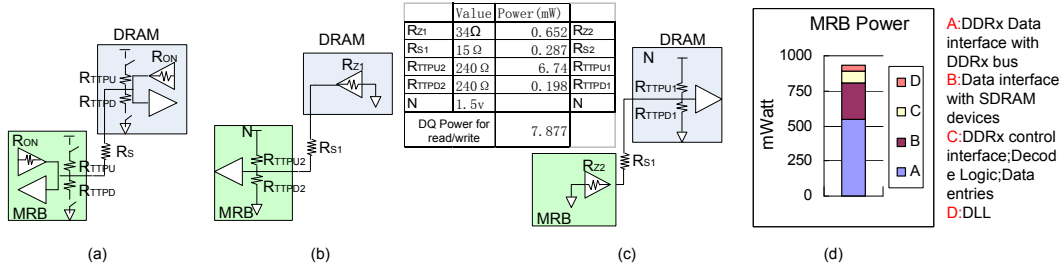 DRAM
RON
RTTPU
RTTPD
RON
RS
RTTPU
RTTPD
MRB
(a)
DRAM
RZ1
RS1
N
RTTPU2
RTTPD2
MRB
(b)
Value Power(mW)
RZ1 34Ω 0.652 RZ2
RS1 15 Ω 0.287 RS2
RTTPU2 240 Ω 6.74 RTTPU1
RTTPD2 240 Ω 0.198 RTTPD1
N 1.5v N
DQ Power for read/write 7.877
DRAM
N
RTTPU1
RTTPD1
RS1
RZ2
MRB
(c)
MRB Power
mWatt
1000
750
500
250
0
D
C
B
A
(d)
A:DDRx Data
interface with
DDRx bus
B:Data interface
with SDRAM
devices
C:DDRx control
interface;Decod
e Logic;Data
entries
D:DLL